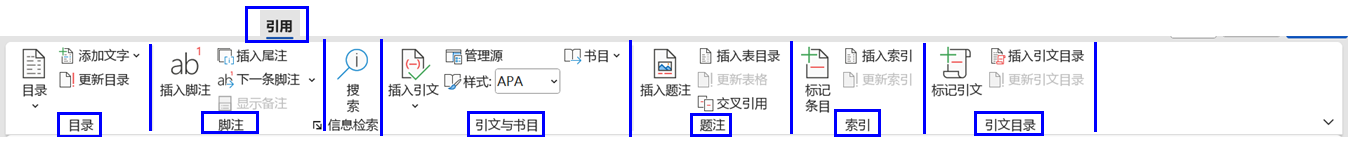 引用
目录
添加文字
更新目录
目录
ab¹
插入脚注
插入尾注
ab 下一条脚注
显示备注
脚注
搜
索
信息检索
插入引文
管理源
样式: APA
书目
引文与书目
插入题注
插入表目录
更新表格
交叉引用
题注
标记
条目
插入索引
更新索引
索引
标记引文
插入引文目录
更新引文目录
引文目录